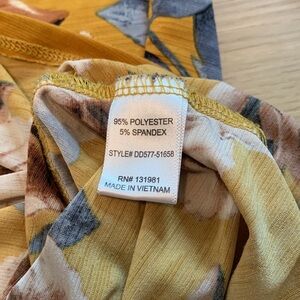 95% POLYESTER
5% SPANDEX
STYLE# DD577-51658
RN# 131981
MADE IN VIETNAM